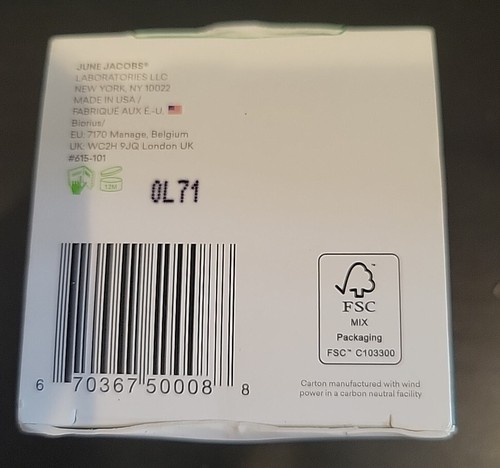 JUNE JACOBS®
LABORATORIES LLC
NEW YORK, NY 10022
MADE IN USA /
FABRIQUE AUX É.-U.
Biorius/
EU: 7170 Manage, Belgium
UK: WC2H 9JQ London UK
#615-101
12M
0L71
6 70367 50008 8
FSC
MIX
Packaging
FSC™ C103300
Carton manufactured with wind
power in a carbon neutral facility